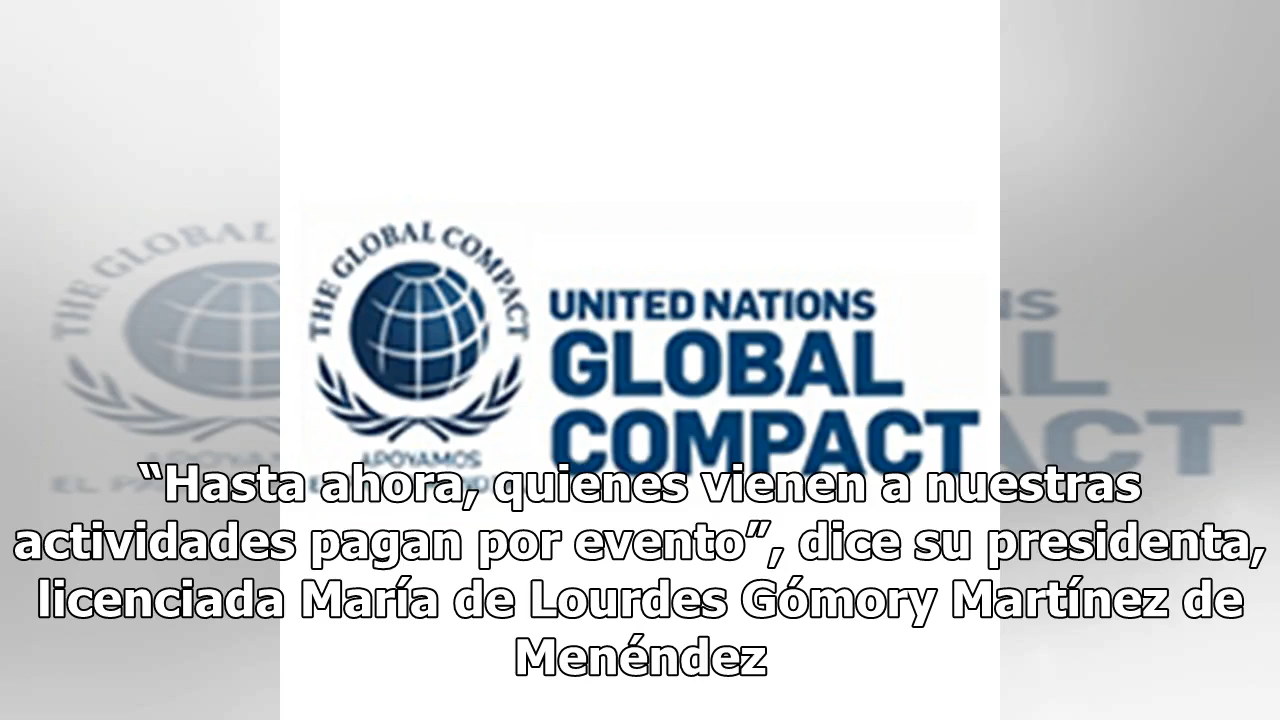 THE GLOBAL COMPACT
UNITED NATIONS
GLOBAL
COMPACT
APOYAMOS
“Hasta ahora, quienes vienen a nuestras
actividades pagan por evento”, dice su presidenta,
licenciada María de Lourdes Gómory Martínez de
Menéndez